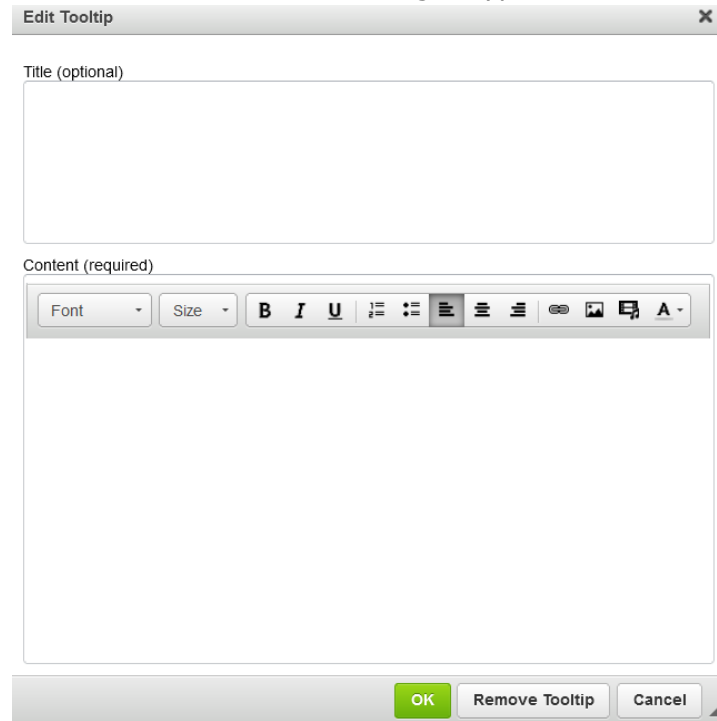 Edit Tooltip
Title (optional)
Content (required)
Font Size B I U A
OK Remove Tooltip Cancel